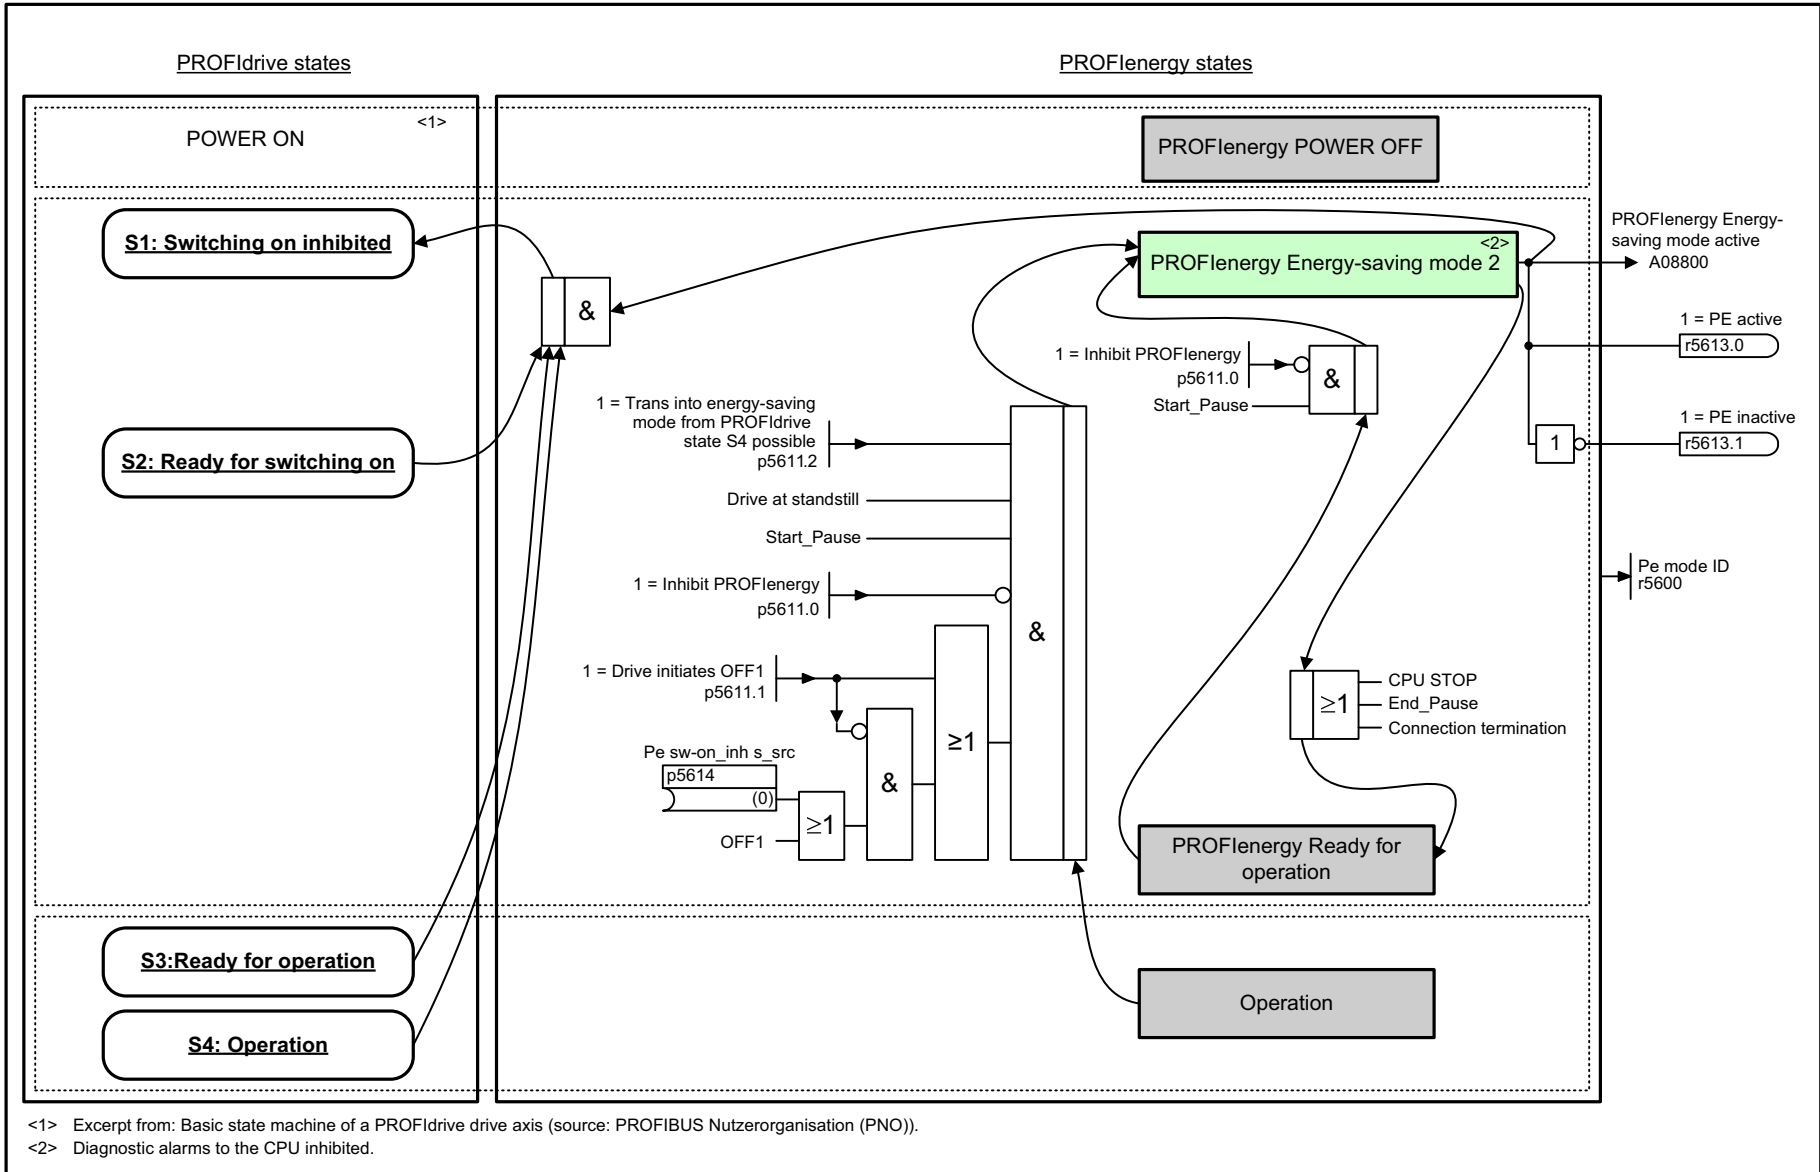 PROFIdrive states
PROFIenergy states
<1>
POWER ON
PROFIenergy POWER OFF
S1: Switching on inhibited
<2>
PROFIenergy Energy-saving mode 2
PROFIenergy Energy-
saving mode active
A08800
&
1 = PE active
r5613.0
1 = Inhibit PROFIenergy
p5611.0
&
Start_Pause
1 = PE inactive
r5613.1
1
1 = Trans into energy-saving
mode from PROFIdrive
state S4 possible
p5611.2
S2: Ready for switching on
Drive at standstill
Start_Pause
1 = Inhibit PROFIenergy
p5611.0
Pe mode ID
r5600
&
1 = Drive initiates OFF1
p5611.1
CPU STOP
≥1
End_Pause
Connection termination
≥1
Pe sw-on_inh s_src
p5614
(0)
&
≥1
OFF1
PROFIenergy Ready for
operation
S3:Ready for operation
Operation
S4: Operation
<1> Excerpt from: Basic state machine of a PROFIdrive drive axis (source: PROFIBUS Nutzerorganisation (PNO)).
<2> Diagnostic alarms to the CPU inhibited.